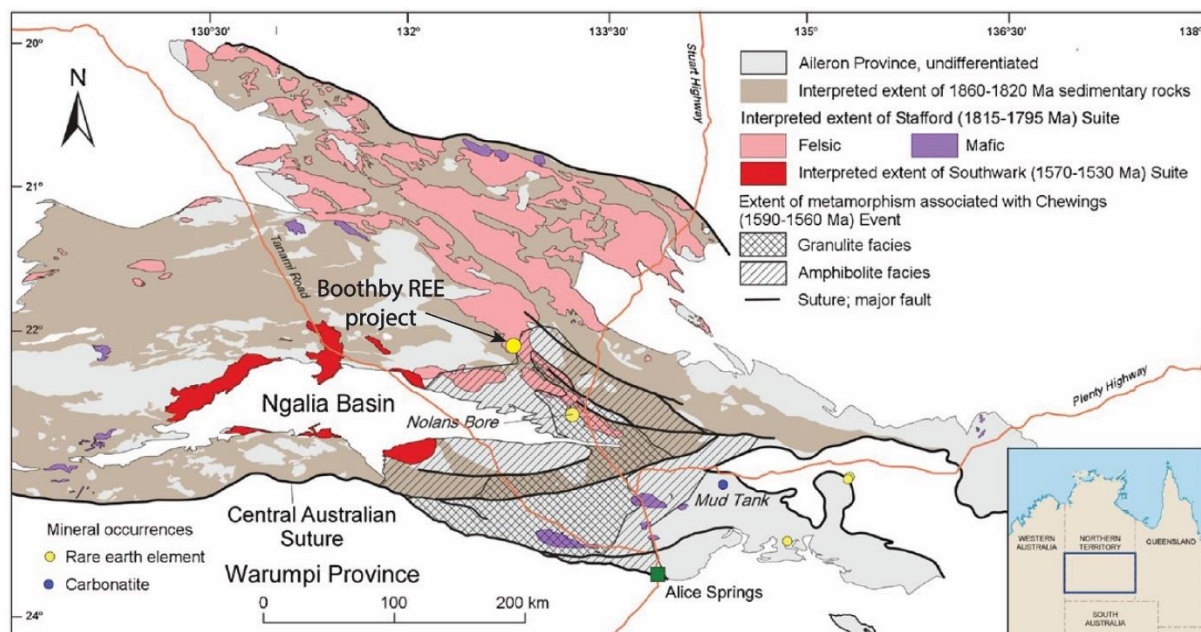 130°30'
132°
133°30'
135°
136°30'
138°
20°
21°
22°
24°
N
Stuart Highway
Tanami Road
Plenty Highway
Boothby REE
project
Ngalia Basin
Nolans Bore
Mud Tank
Central Australian
Suture
Warumpi Province
Alice Springs
Aileron Province, undifferentiated
Interpreted extent of 1860-1820 Ma sedimentary rocks
Interpreted extent of Stafford (1815-1795 Ma) Suite
Felsic
Mafic
Interpreted extent of Southwark (1570-1530 Ma) Suite
Extent of metamorphism associated with Chewings
(1590-1560 Ma) Event
Granulite facies
Amphibolite facies
Suture; major fault
Mineral occurrences
Rare earth element
Carbonatite
0
100
200 km
WESTERN
AUSTRALIA
NORTHERN
TERRITORY
QUEENSLAND
SOUTH
AUSTRALIA